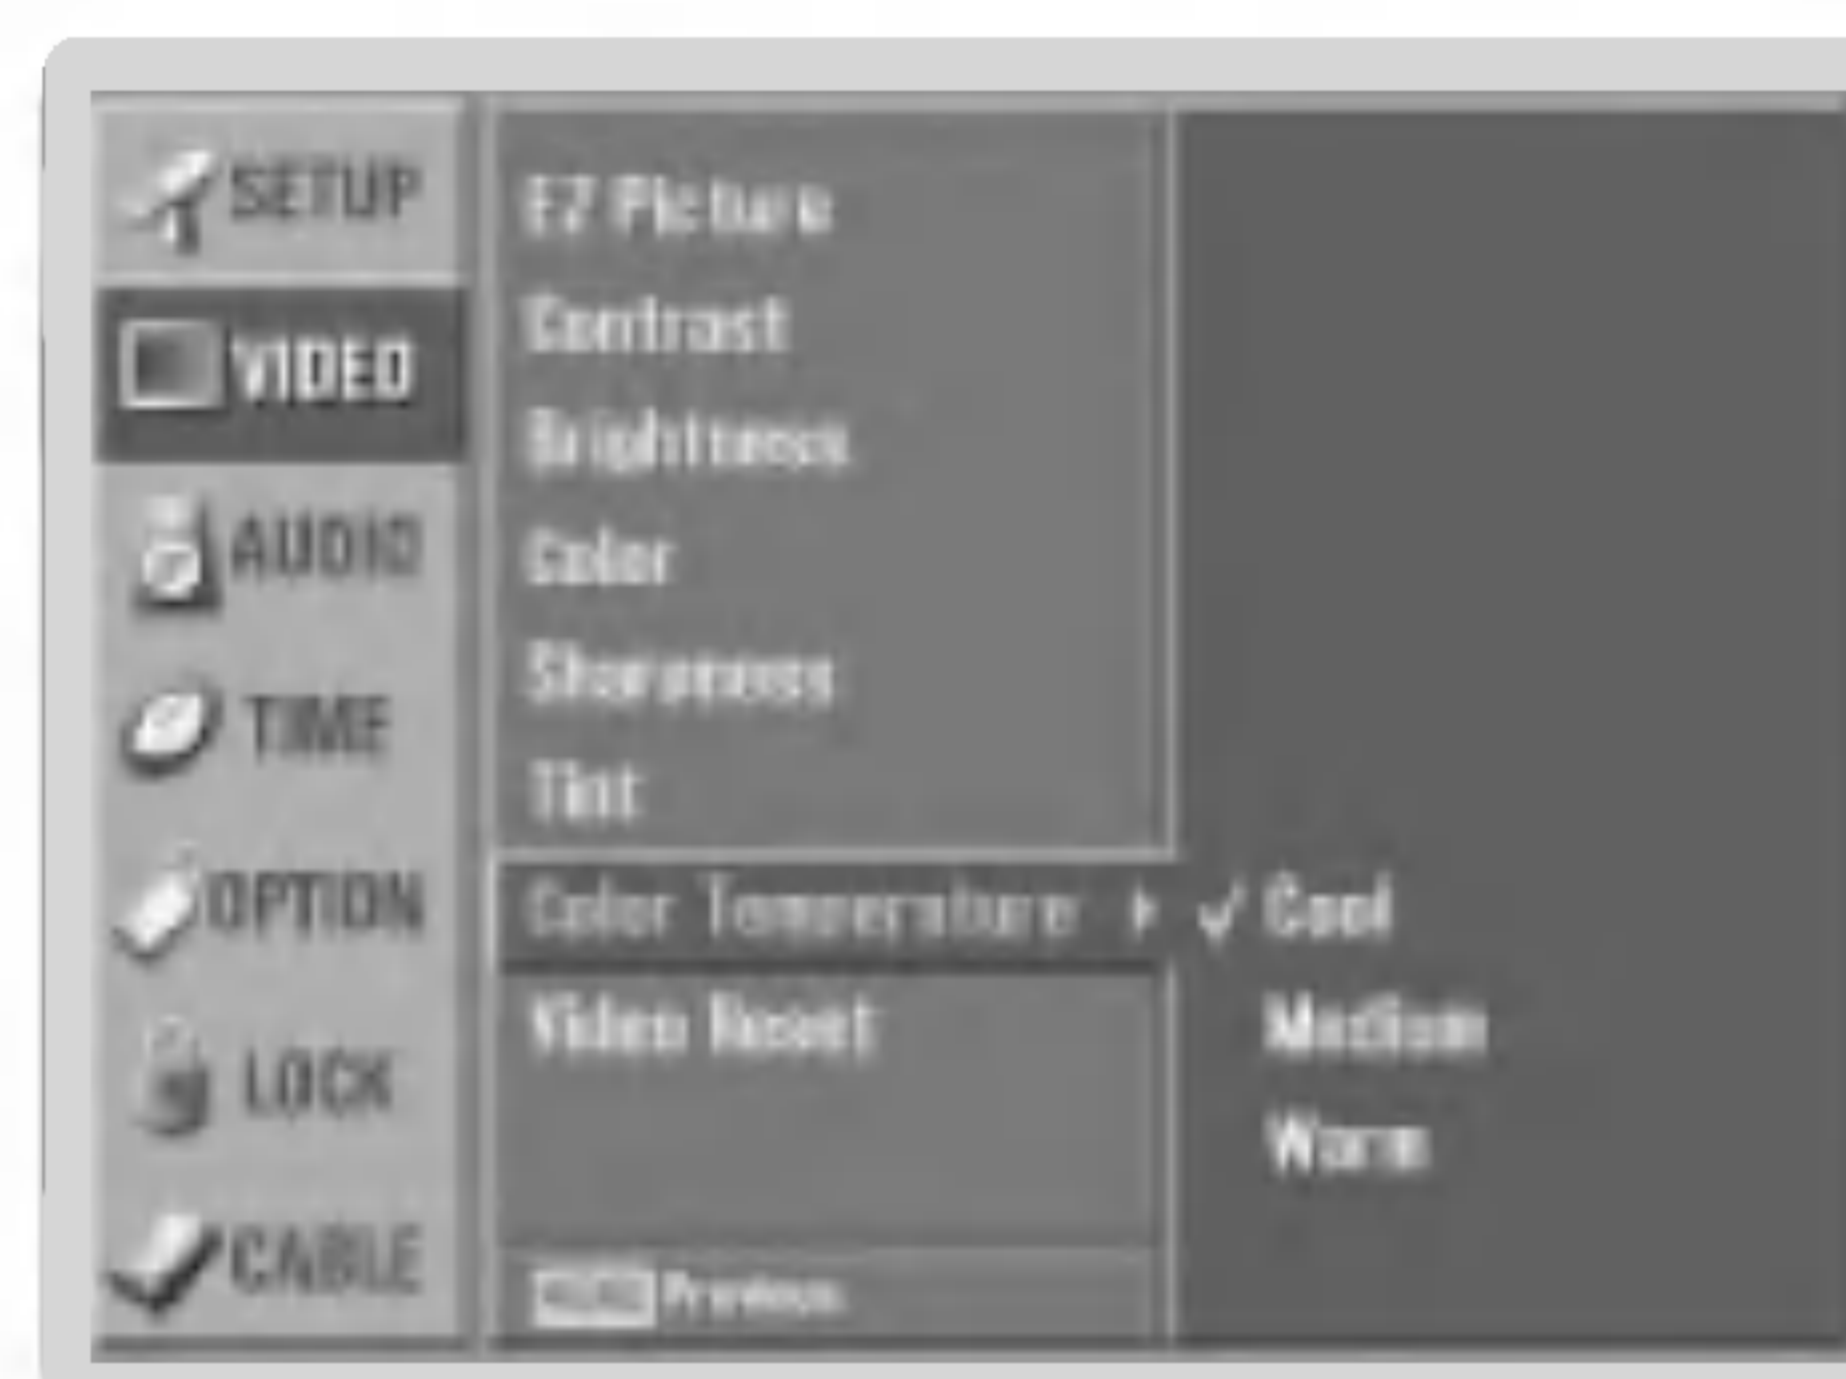 SETUP
VIDEO
AUDIO
TIME
OPTION
LOCK
CABLE
EZ Picture
Contrast
Brightness
Color
Sharpness
Tint
Color Temperature
Video Reset
Previous
✓ Cool
Medium
Warm